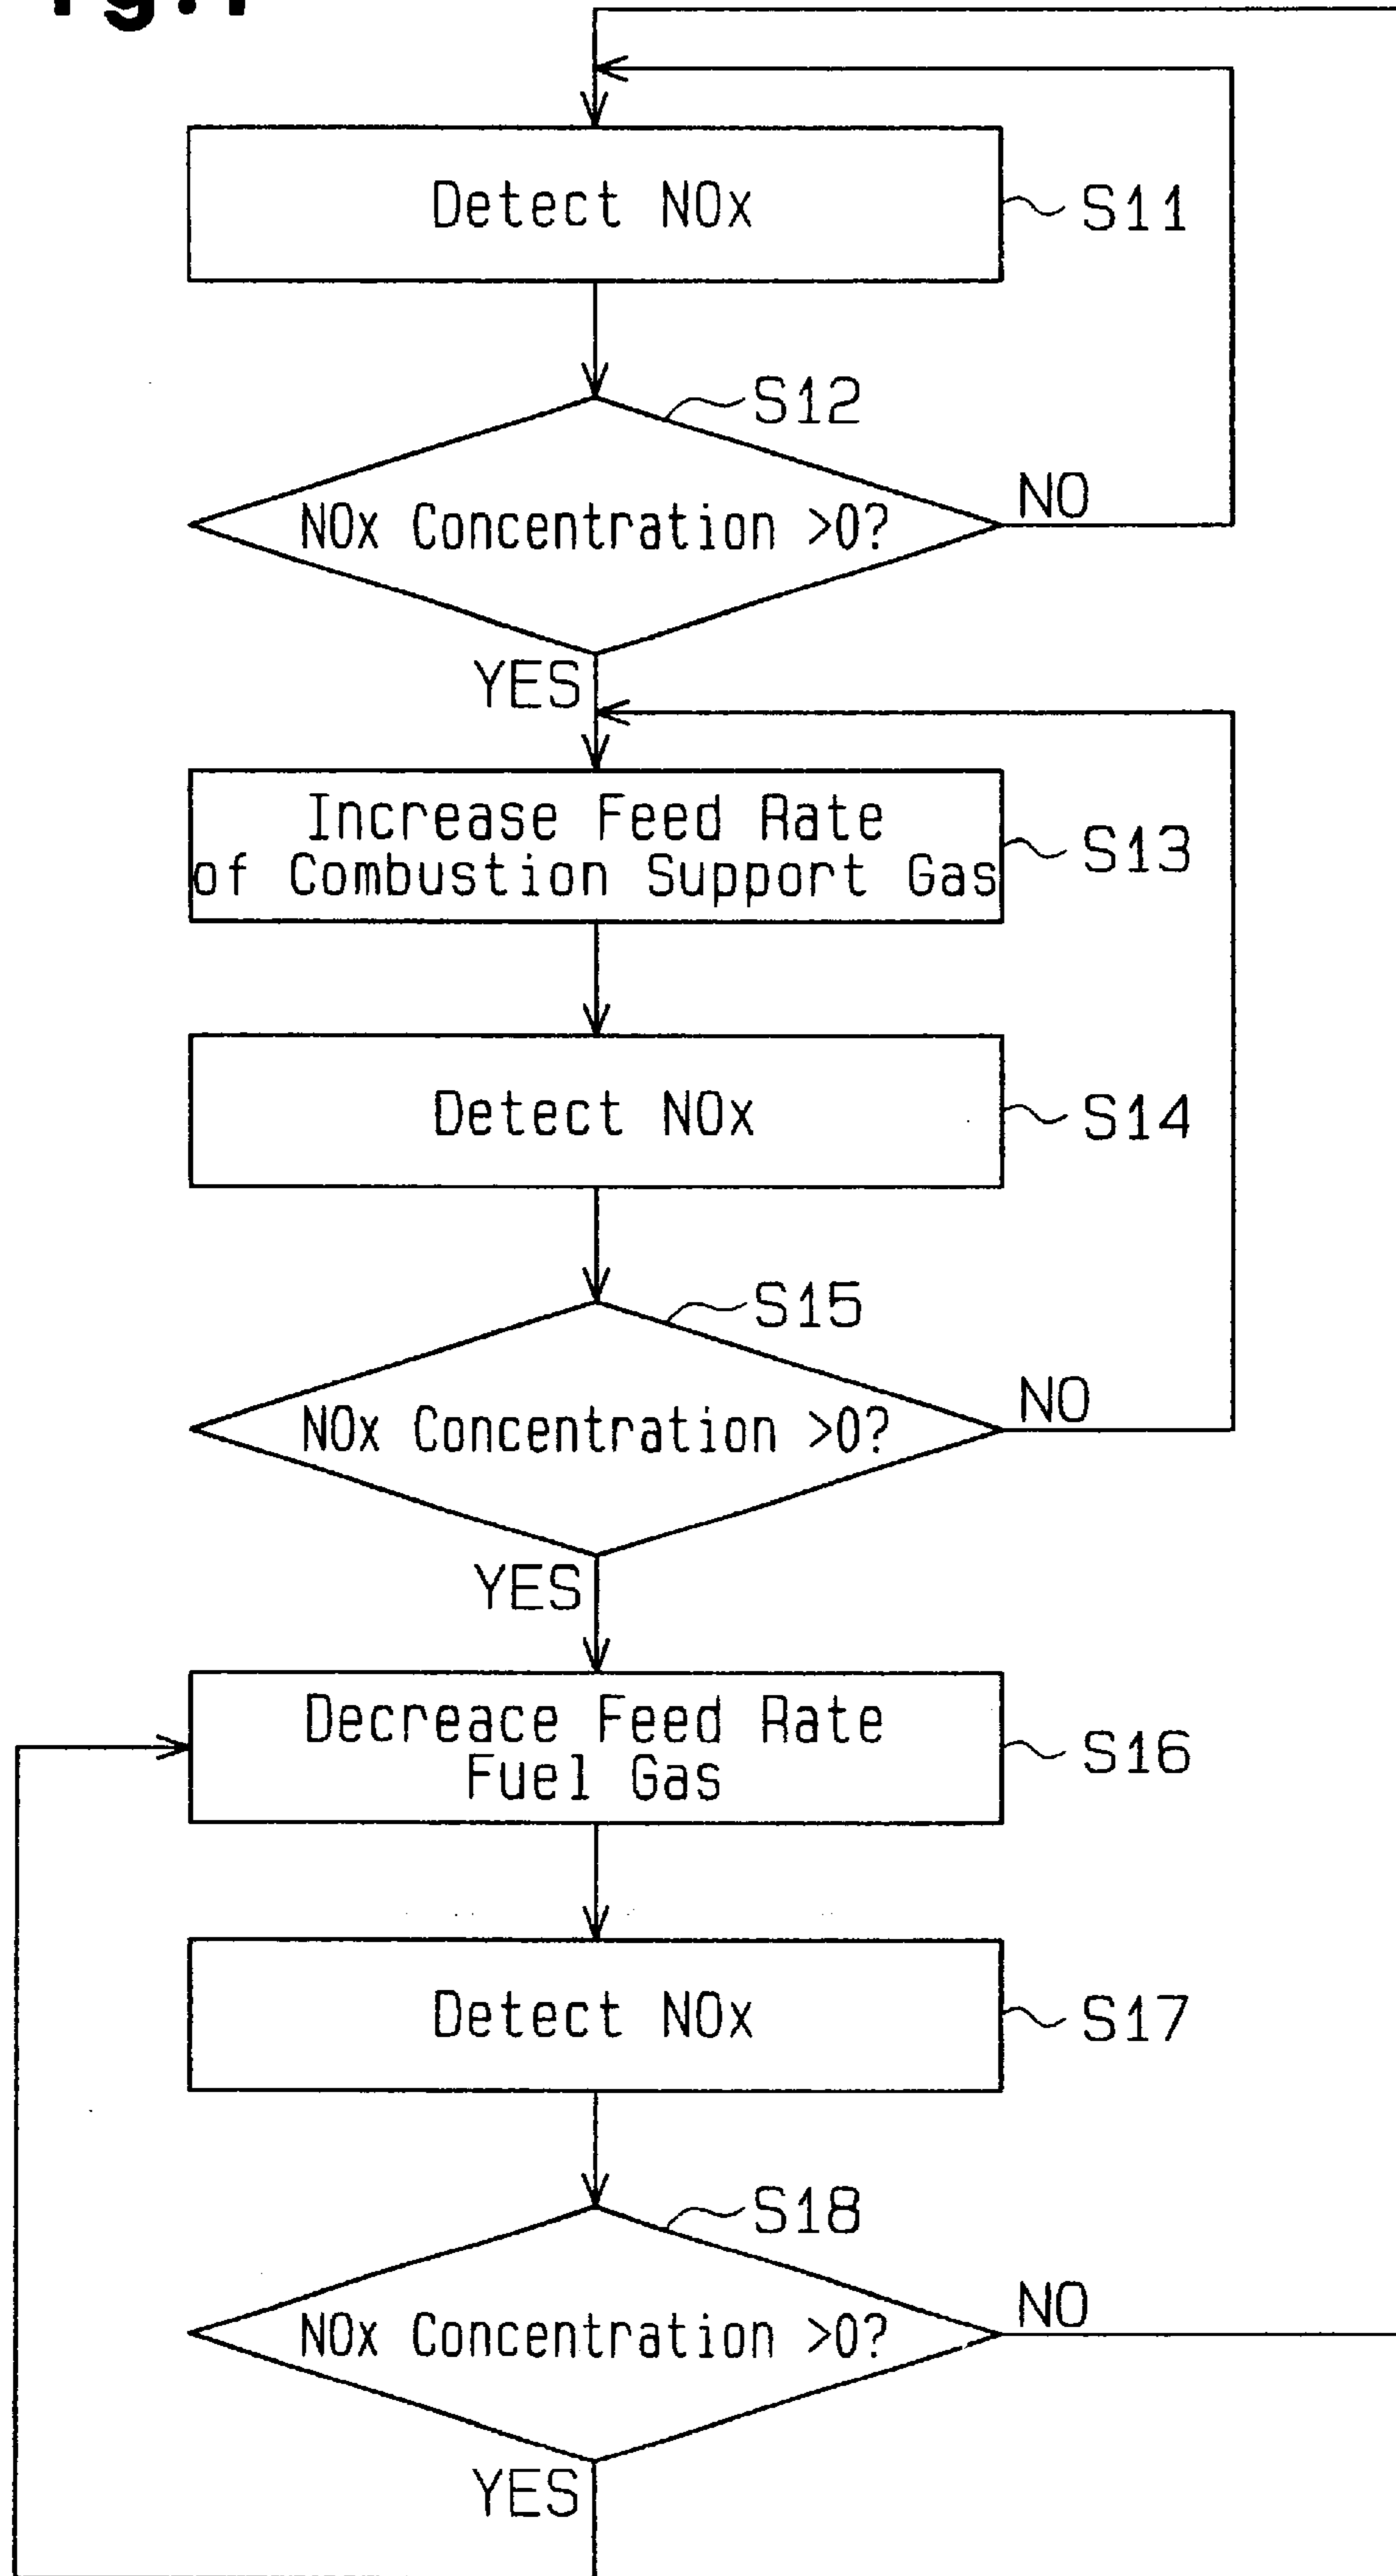 Detect NOx
S11
S12
NOx Concentration >0?
NO
YES
Increase Feed Rate
of Combustion Support Gas
S13
Detect NOx
S14
S15
NOx Concentration >0?
NO
YES
Decreace Feed Rate
Fuel Gas
S16
Detect NOx
S17
S18
NOx Concentration >0?
NO
YES